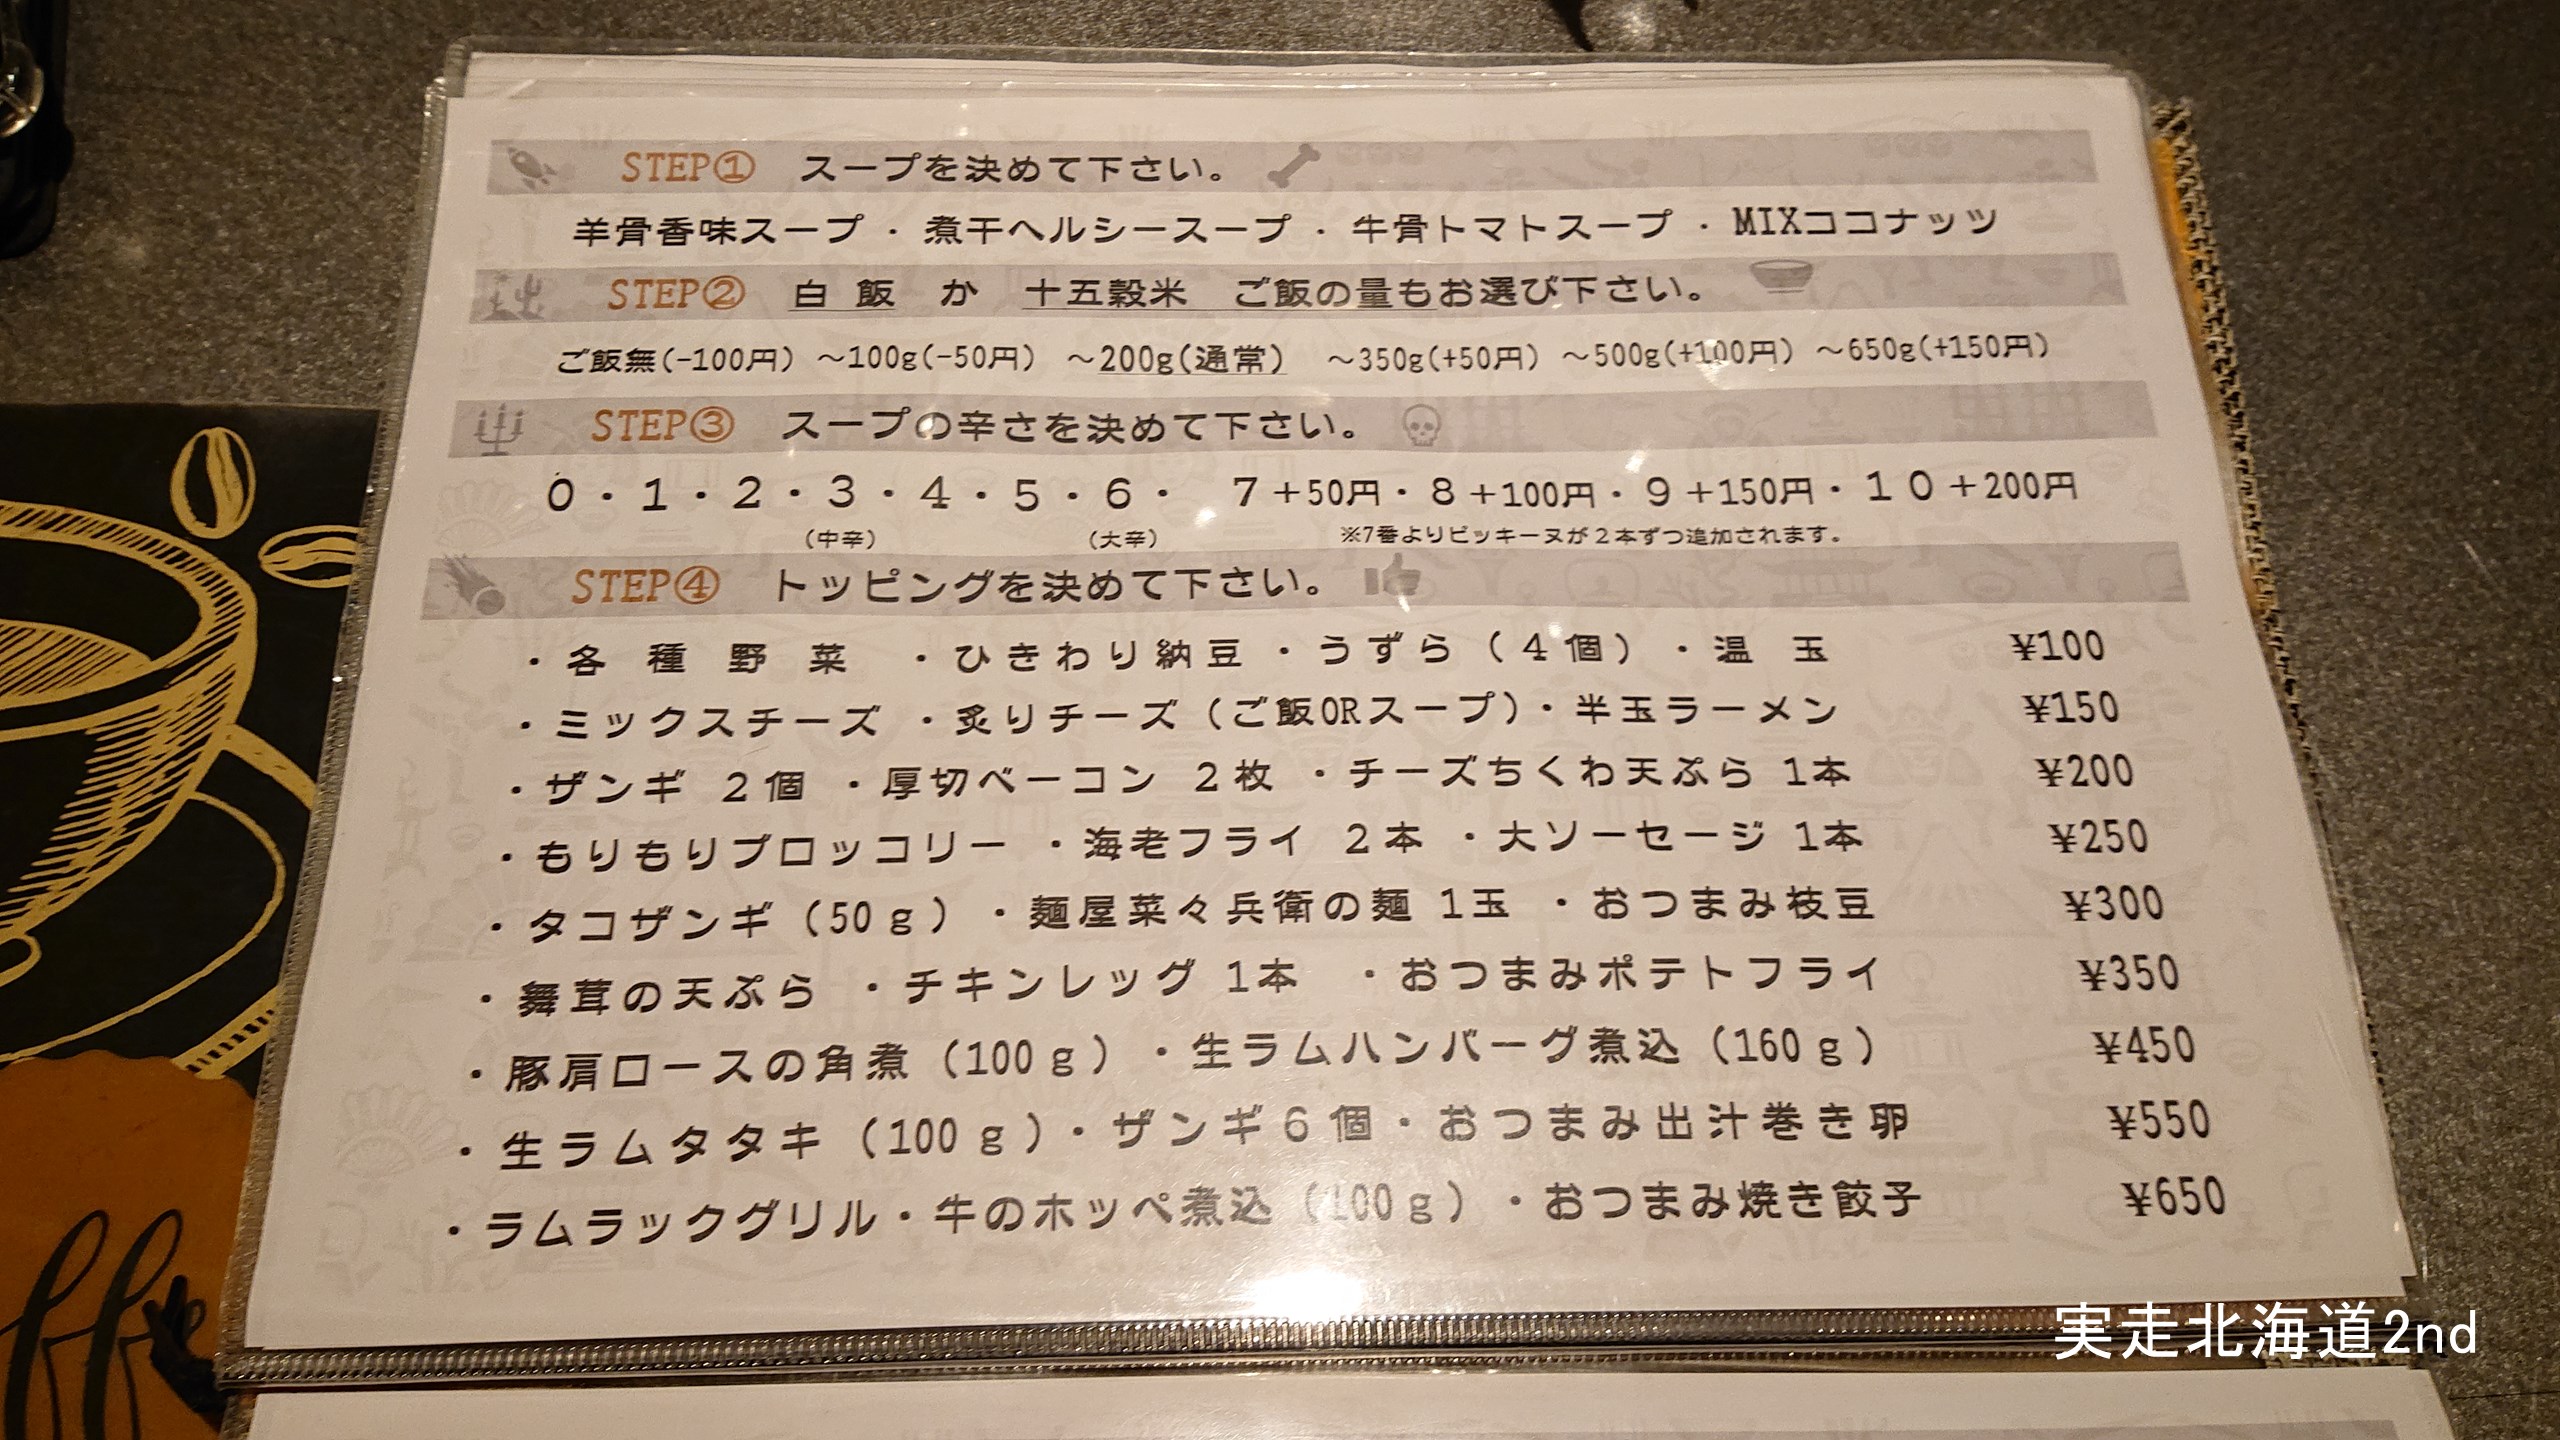 STEP① スープを決めて下さい。
羊骨香味スープ ・ 煮干ヘルシースープ ・ 牛骨トマトスープ ・ MIXココナッツ
STEP② 白 飯 か 十五穀米 ご飯の量もお選び下さい。
ご飯無(-100円) ～100g(-50円) ～200g(通常) ～350g(+50円) ～500g(+100円) ～650g(+150円)
STEP③ スープの辛さを決めて下さい。
0・1・2・3・4・5・6・ 7+50円・8+100円・9+150円・10+200円
(中辛) (大辛) ※7番よりピッキーヌが2本ずつ追加されます。
STEP④ トッピングを決めて下さい。
・各 種 野 菜 ・ひきわり納豆・うずら(4個)・温 玉 ¥100
・ミックスチーズ ・炙りチーズ(ご飯ORスープ)・半玉ラーメン ¥150
・ザンギ 2個 ・厚切ベーコン 2枚 ・チーズちくわ天ぷら 1本 ¥200
・もりもりブロッコリー ・海老フライ 2本 ・大ソーセージ 1本 ¥250
・タコザンギ(50g) ・麺屋菜々兵衛の麺 1玉 ・おつまみ枝豆 ¥300
・舞茸の天ぷら ・チキンレッグ 1本 ・おつまみポテトフライ ¥350
・豚肩ロースの角煮(100g) ・生ラムハンバーグ煮込(160g) ¥450
・生ラムタタキ(100g)・ザンギ6個・おつまみ出汁巻き卵 ¥550
・ラムラックグリル・牛のホッペ煮込(100g) ・おつまみ焼き餃子 ¥650
実走北海道2nd